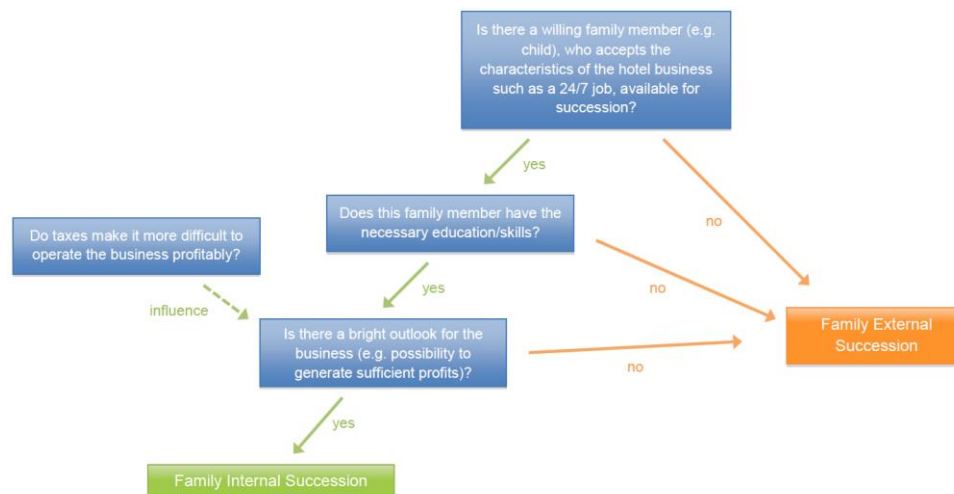 Is there a willing family member (e.g.
child), who accepts the
characteristics of the hotel business
such as a 24/7 job, available for
succession?
yes
no
Does this family member have the
necessary education/skills?
Do taxes make it more difficult to
operate the business profitably?
yes
no
influence
Is there a bright outlook for the
business (e.g. possibility to
generate sufficient profits)?
Family External
Succession
no
yes
Family Internal Succession